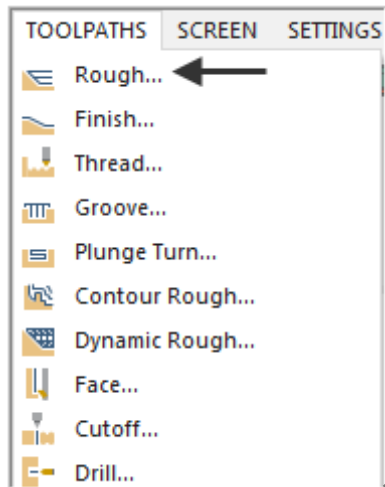 TOOLPATHS SCREEN SETTINGS
Rough...
Finish...
Thread...
Groove...
Plunge Turn...
Contour Rough...
Dynamic Rough...
Face...
Cutoff...
Drill...